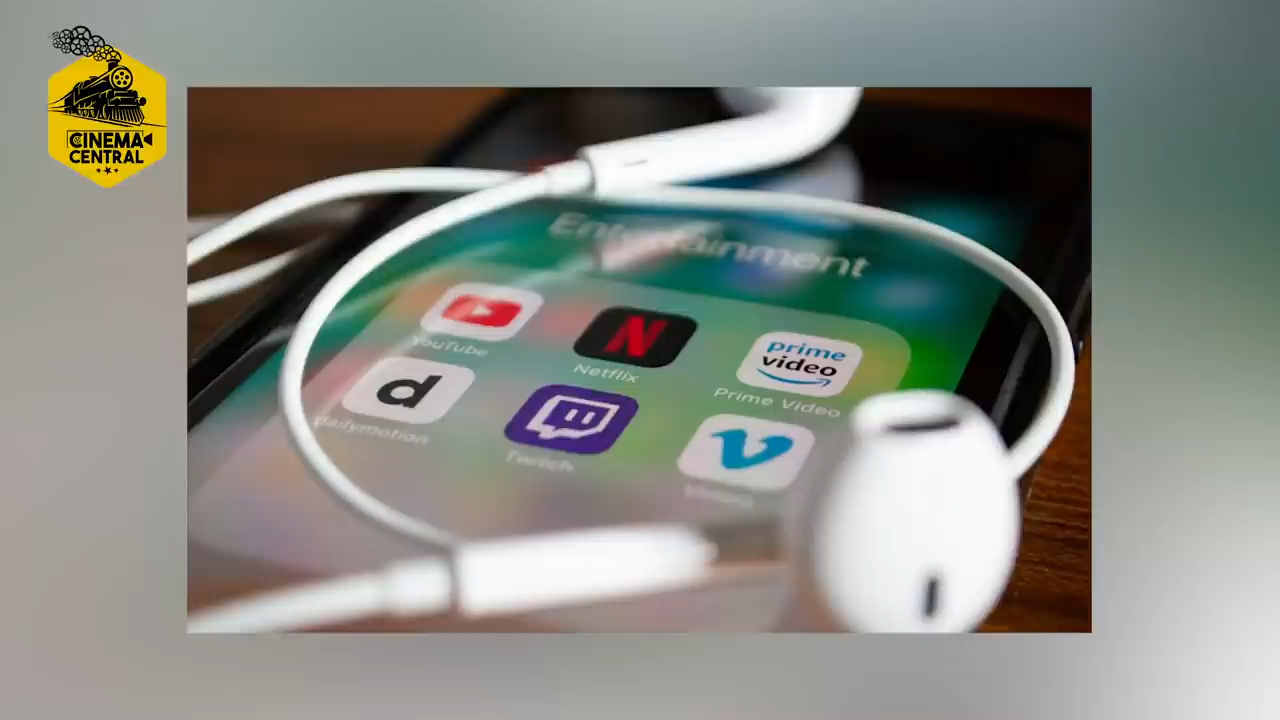 CINEMA
CENTRAL
Entertainment
YouTube
Netflix
prime
video
Prime Video
d
dailymotion
Twitch